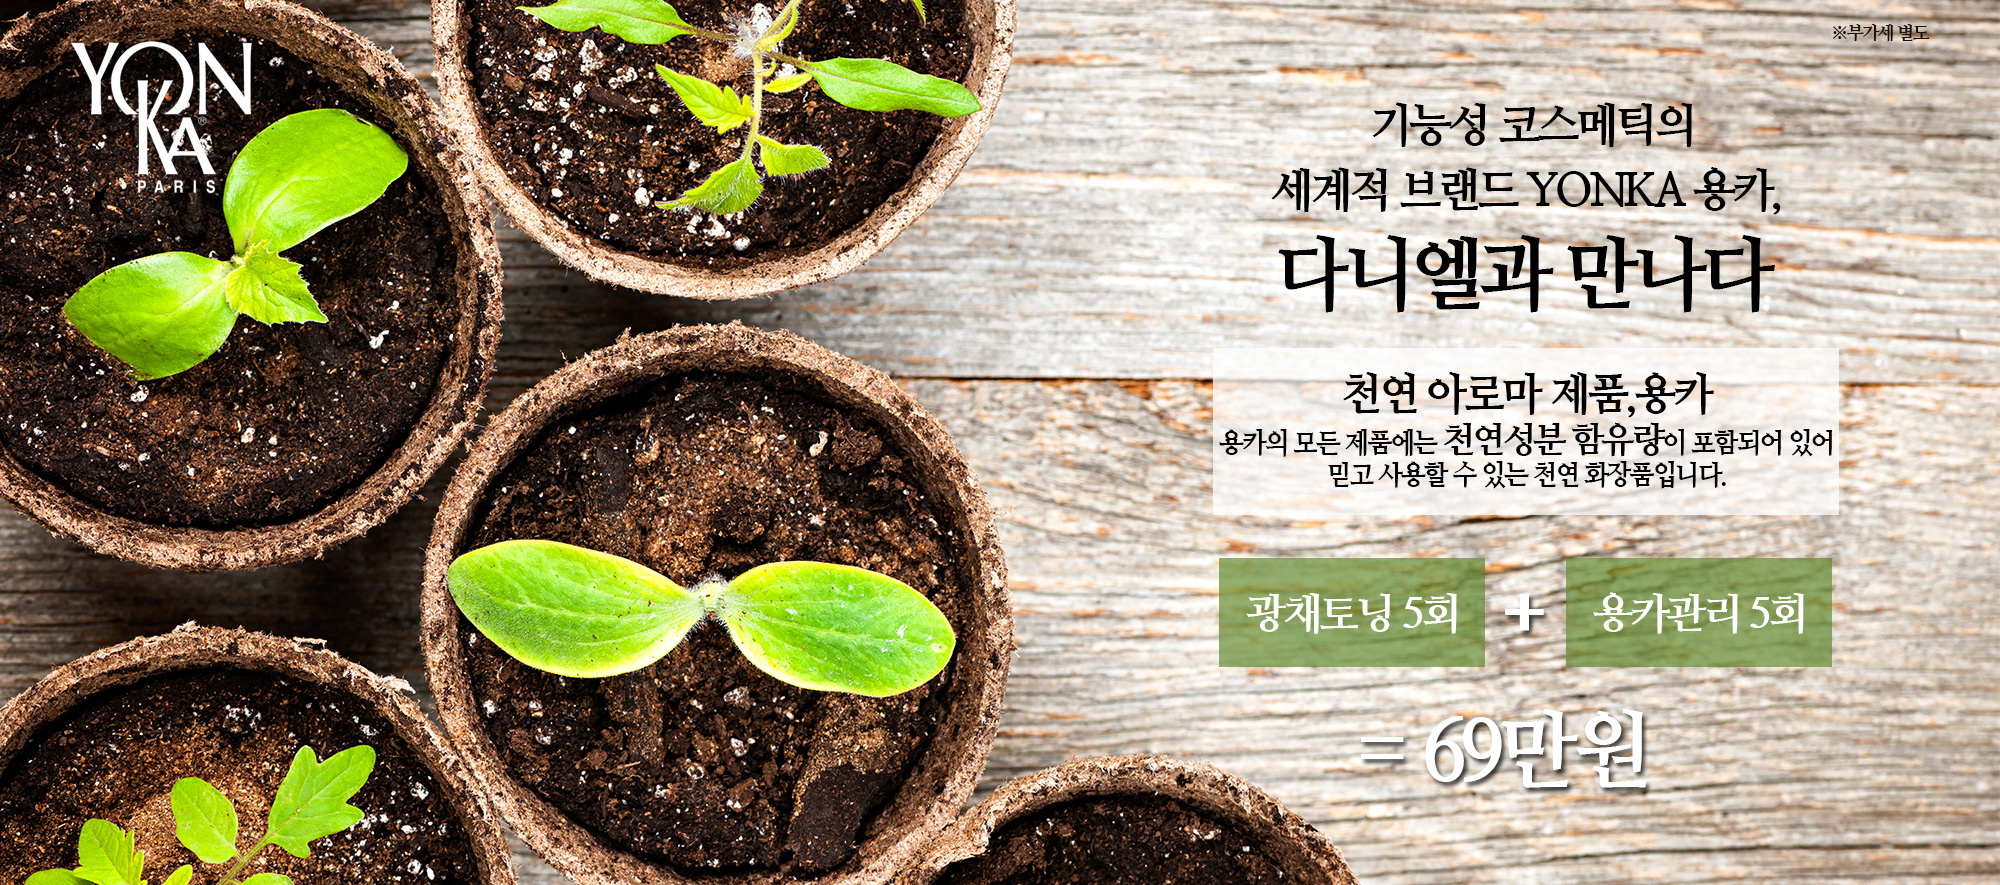 YON
KA®
PARIS
※부가세 별도
기능성 코스메틱의
세계적 브랜드 YONKA 용카,
다니엘과 만나다
천연 아로마 제품,용카
용카의 모든 제품에는 천연성분 함유량이 포함되어 있어
믿고 사용할 수 있는 천연 화장품입니다.
광채토닝 5회 + 용카관리 5회
= 69만원